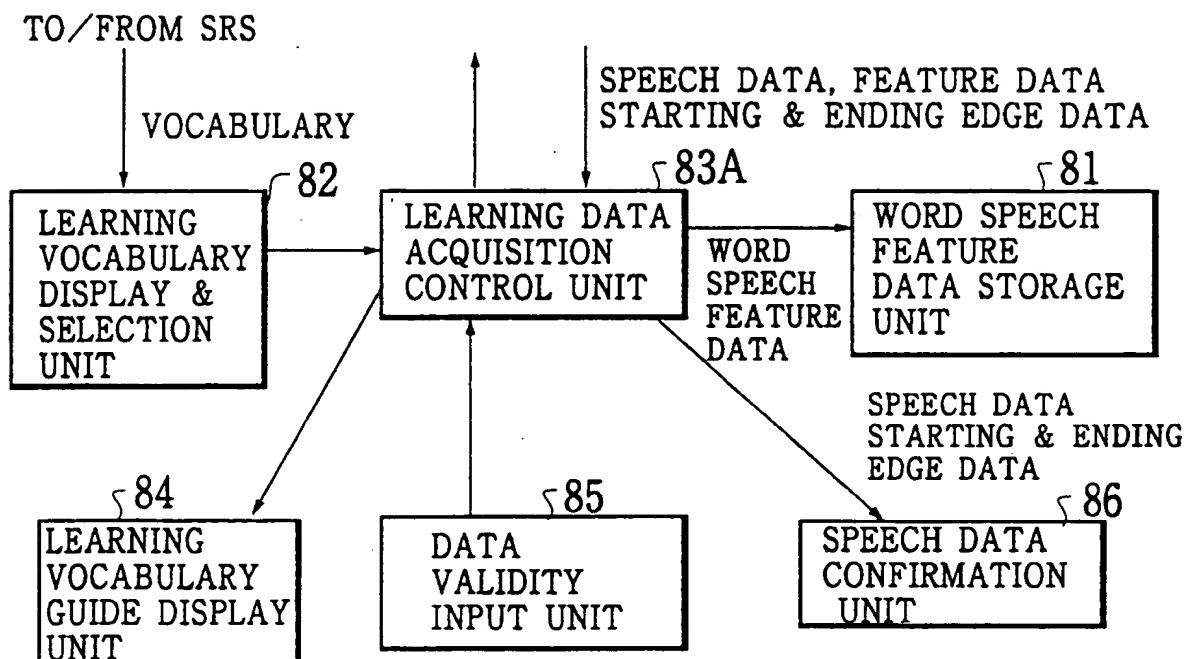 TO/FROM SRS
VOCABULARY
SPEECH DATA, FEATURE DATA
STARTING & ENDING EDGE DATA
82
LEARNING
VOCABULARY
DISPLAY &
SELECTION
UNIT
83A
LEARNING DATA
ACQUISITION
CONTROL UNIT
WORD
SPEECH
FEATURE
DATA
81
WORD SPEECH
FEATURE
DATA STORAGE
UNIT
SPEECH DATA
STARTING & ENDING
EDGE DATA
84
LEARNING
VOCABULARY
GUIDE DISPLAY
UNIT
85
DATA
VALIDITY
INPUT UNIT
86
SPEECH DATA
CONFIRMATION
UNIT